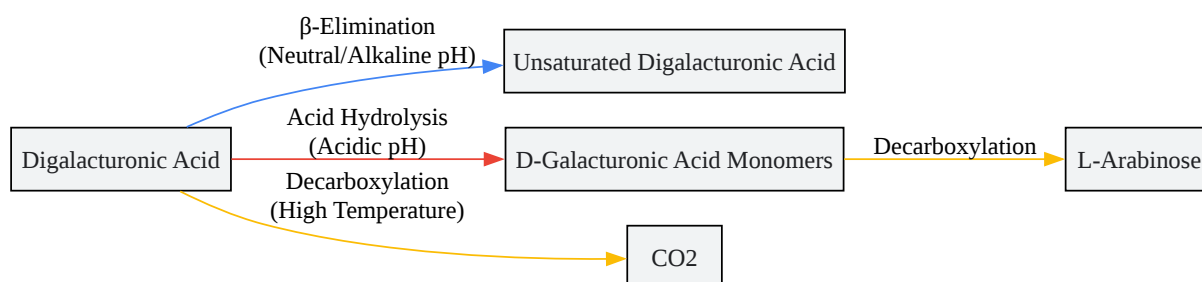 β-Elimination
(Neutral/Alkaline pH)
Unsaturated Digalacturonic Acid
Digalacturonic Acid
Acid Hydrolysis
(Acidic pH)
D-Galacturonic Acid Monomers
Decarboxylation
L-Arabinose
Decarboxylation
(High Temperature)
CO2